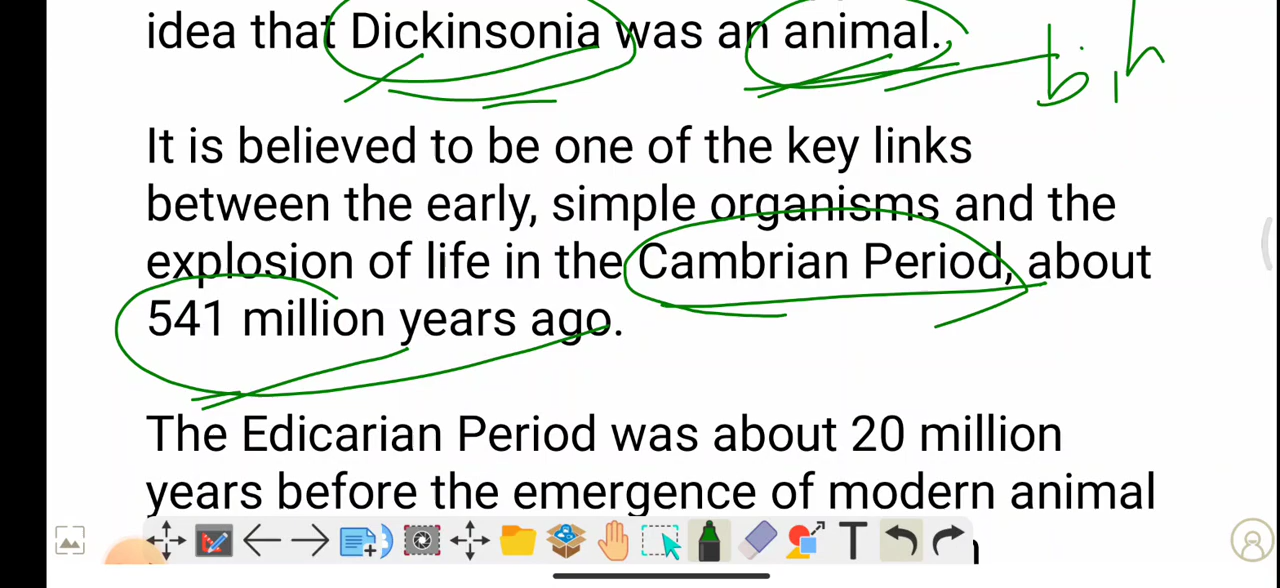 idea that Dickinsonia was an animal.
It is believed to be one of the key links
between the early, simple organisms and the
explosion of life in the Cambrian Period, about
541 million years ago.
The Edicarian Period was about 20 million
years before the emergence of modern animal
T